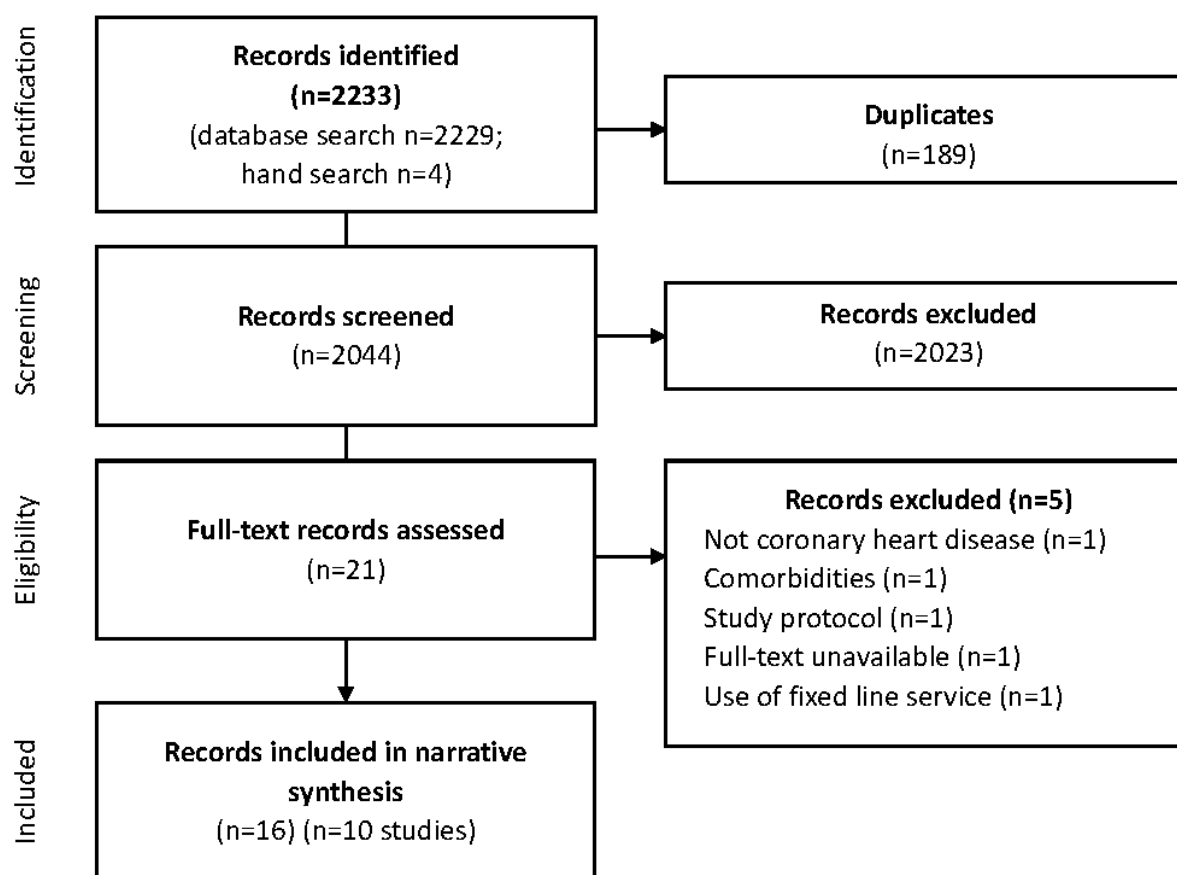 Identification
Records identified
(n=2233)
(database search n=2229;
hand search n=4)
Duplicates
(n=189)
Screening
Records screened
(n=2044)
Records excluded
(n=2023)
Eligibility
Full-text records assessed
(n=21)
Records excluded (n=5)
Not coronary heart disease (n=1)
Comorbidities (n=1)
Study protocol (n=1)
Full-text unavailable (n=1)
Use of fixed line service (n=1)
Included
Records included in narrative
synthesis
(n=16) (n=10 studies)